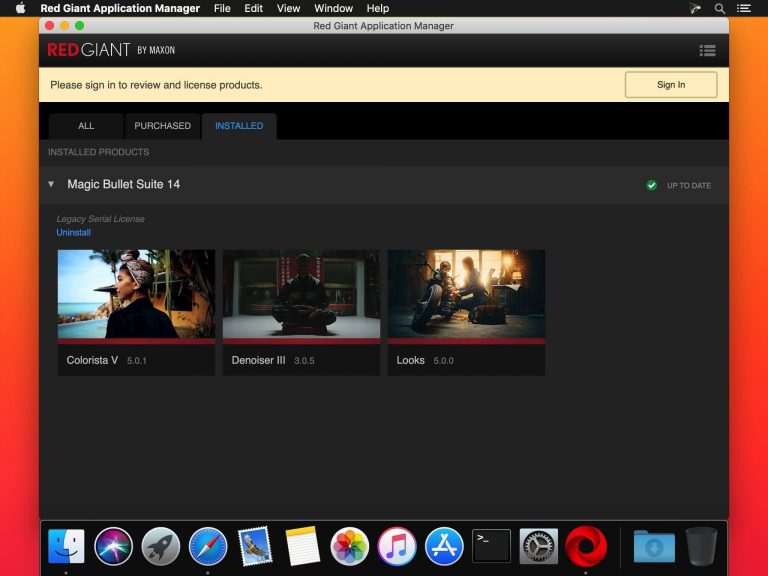 Red Giant Application Manager File Edit View Window Help
Red Giant Application Manager
REDGIANT BY MAXON
Please sign in to review and license products.
Sign In
ALL PURCHASED INSTALLED
INSTALLED PRODUCTS
Magic Bullet Suite 14
UP TO DATE
Legacy Serial License
Uninstall
Colorista V 5.0.1
Denoiser III 3.0.5
Looks 5.0.0
>_